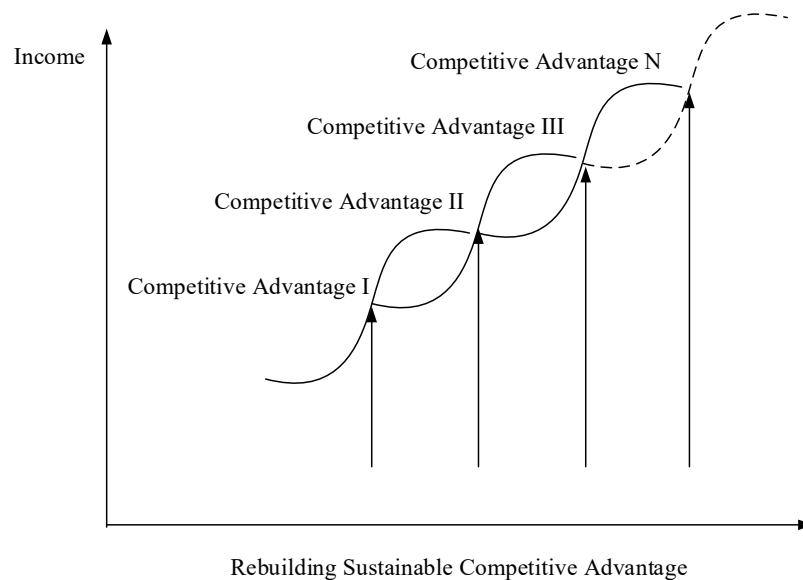 Income
Competitive Advantage N
Competitive Advantage III
Competitive Advantage II
Competitive Advantage I
Rebuilding Sustainable Competitive Advantage